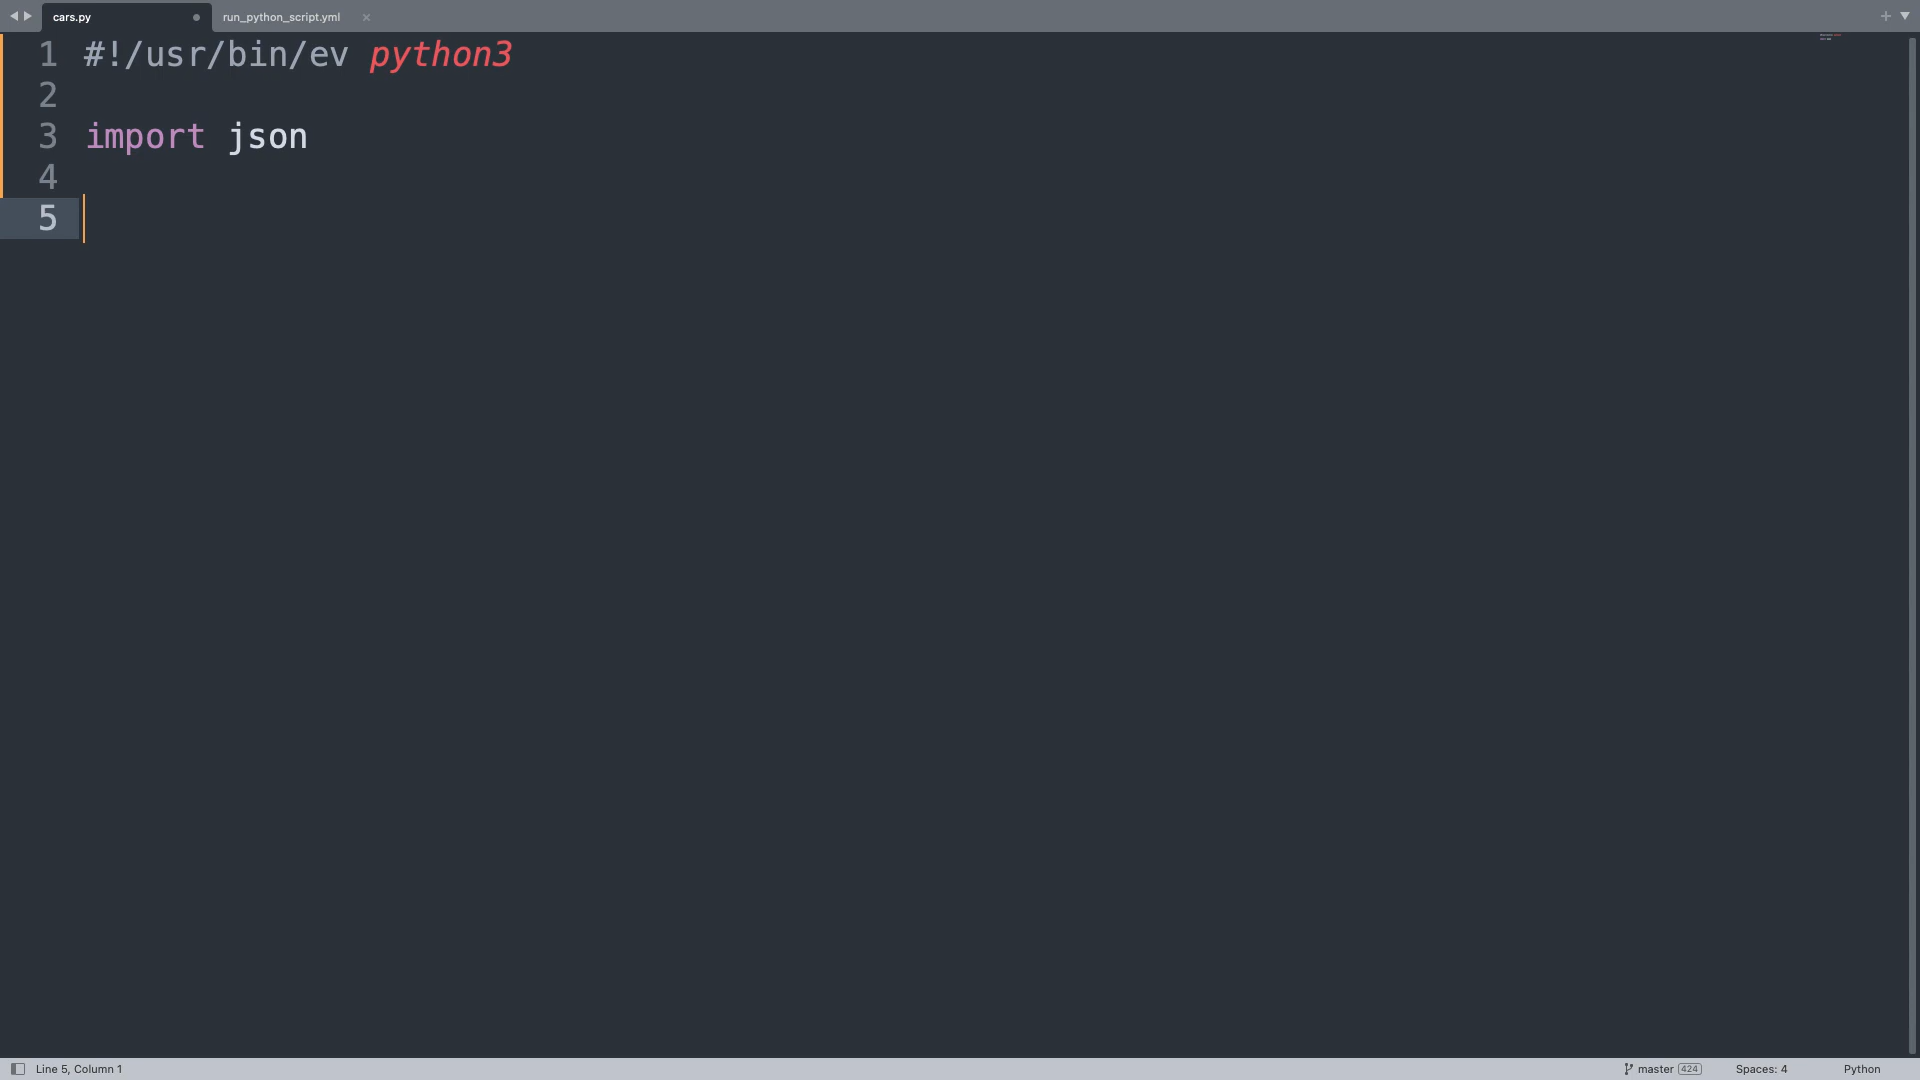 cars.py run_python_script.yml
1 #!/usr/bin/ev python3
2
3 import json
4
5
Line 5, Column 1 master 424 Spaces: 4 Python